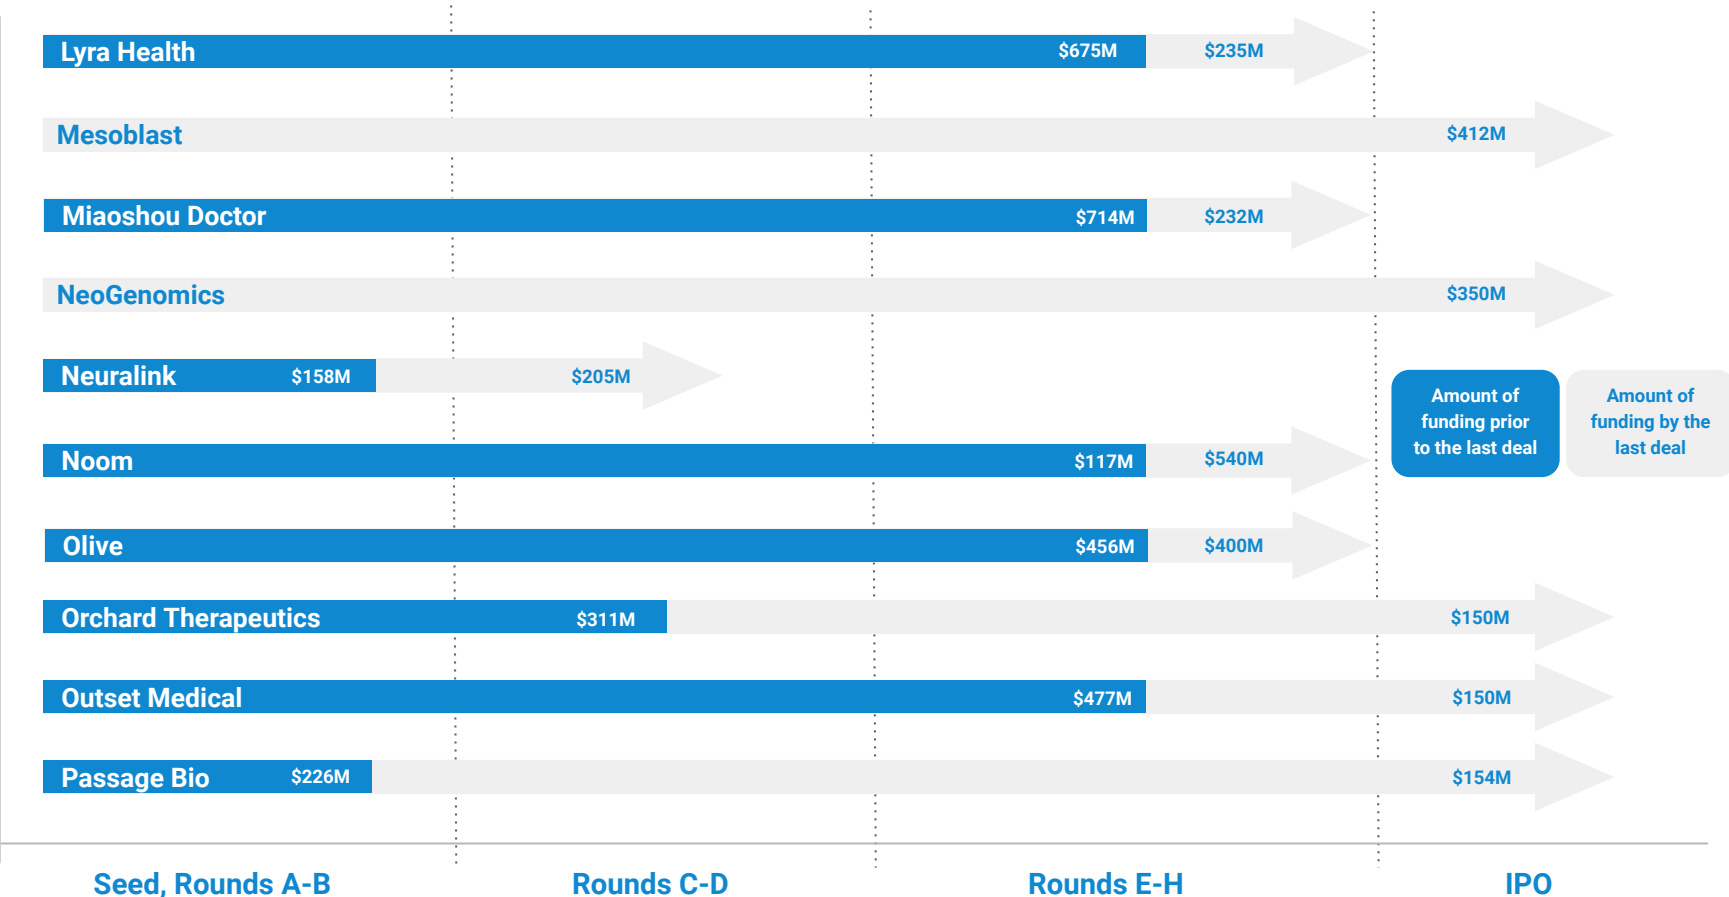 Lyra Health $675M $235M
Mesoblast $412M
Miaoshou Doctor $714M $232M
NeoGenomics $350M
Neuralink $158M $205M
Amount of
funding prior
to the last deal
Amount of
funding by the
last deal
Noom $117M $540M
Olive $456M $400M
Orchard Therapeutics $311M $150M
Outset Medical $477M $150M
Passage Bio $226M $154M
Seed, Rounds A-B Rounds C-D Rounds E-H IPO